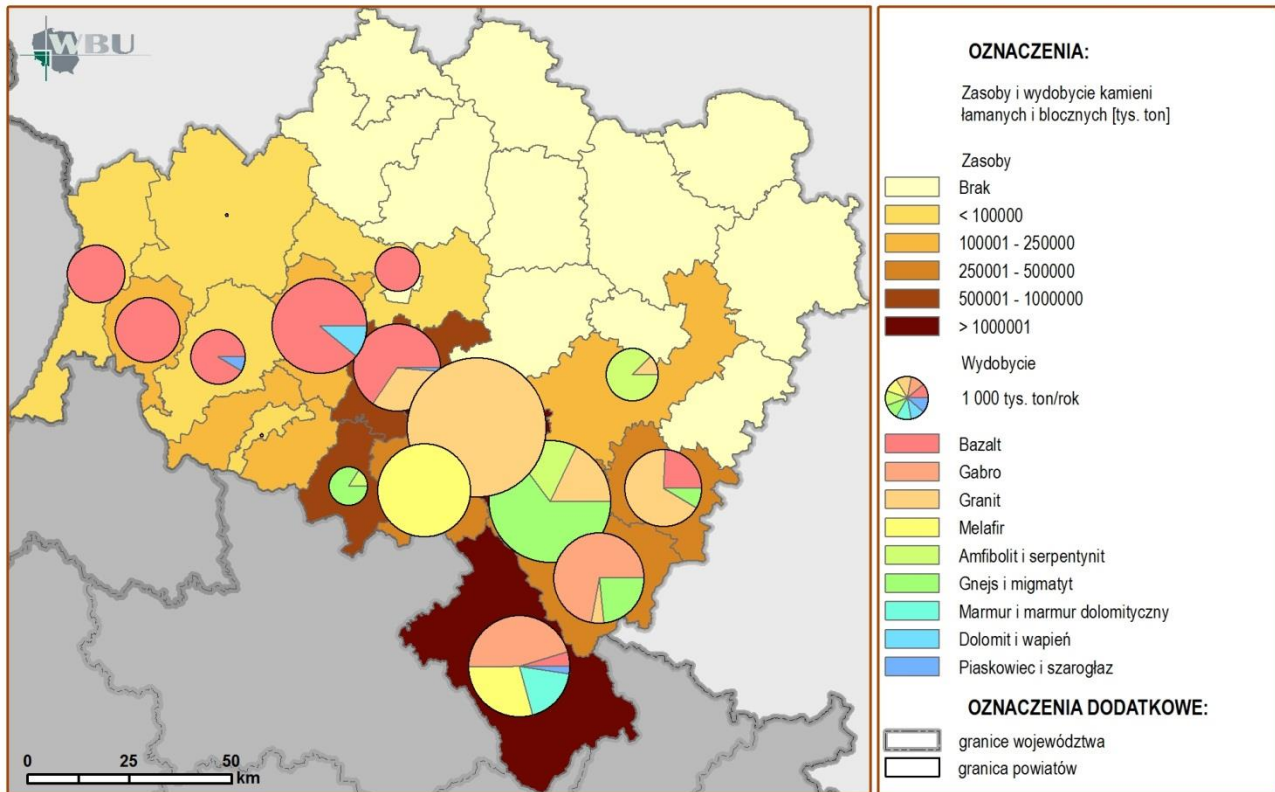 WBU
0 25 50
km
OZNACZENIA:
Zasoby i wydobycie kamieni
łamanych i blocznych [tys. ton]
Zasoby
Brak
< 100000
100001 - 250000
250001 - 500000
500001 - 1000000
> 1000001
Wydobycie
1 000 tys. ton/rok
Bazalt
Gabro
Granit
Melafir
Amfibolit i serpentynit
Gnejs i migmatyt
Marmur i marmur dolomityczny
Dolomit i wapień
Piaskowiec i szarogłaz
OZNACZENIA DODATKOWE:
granice województwa
granica powiatów